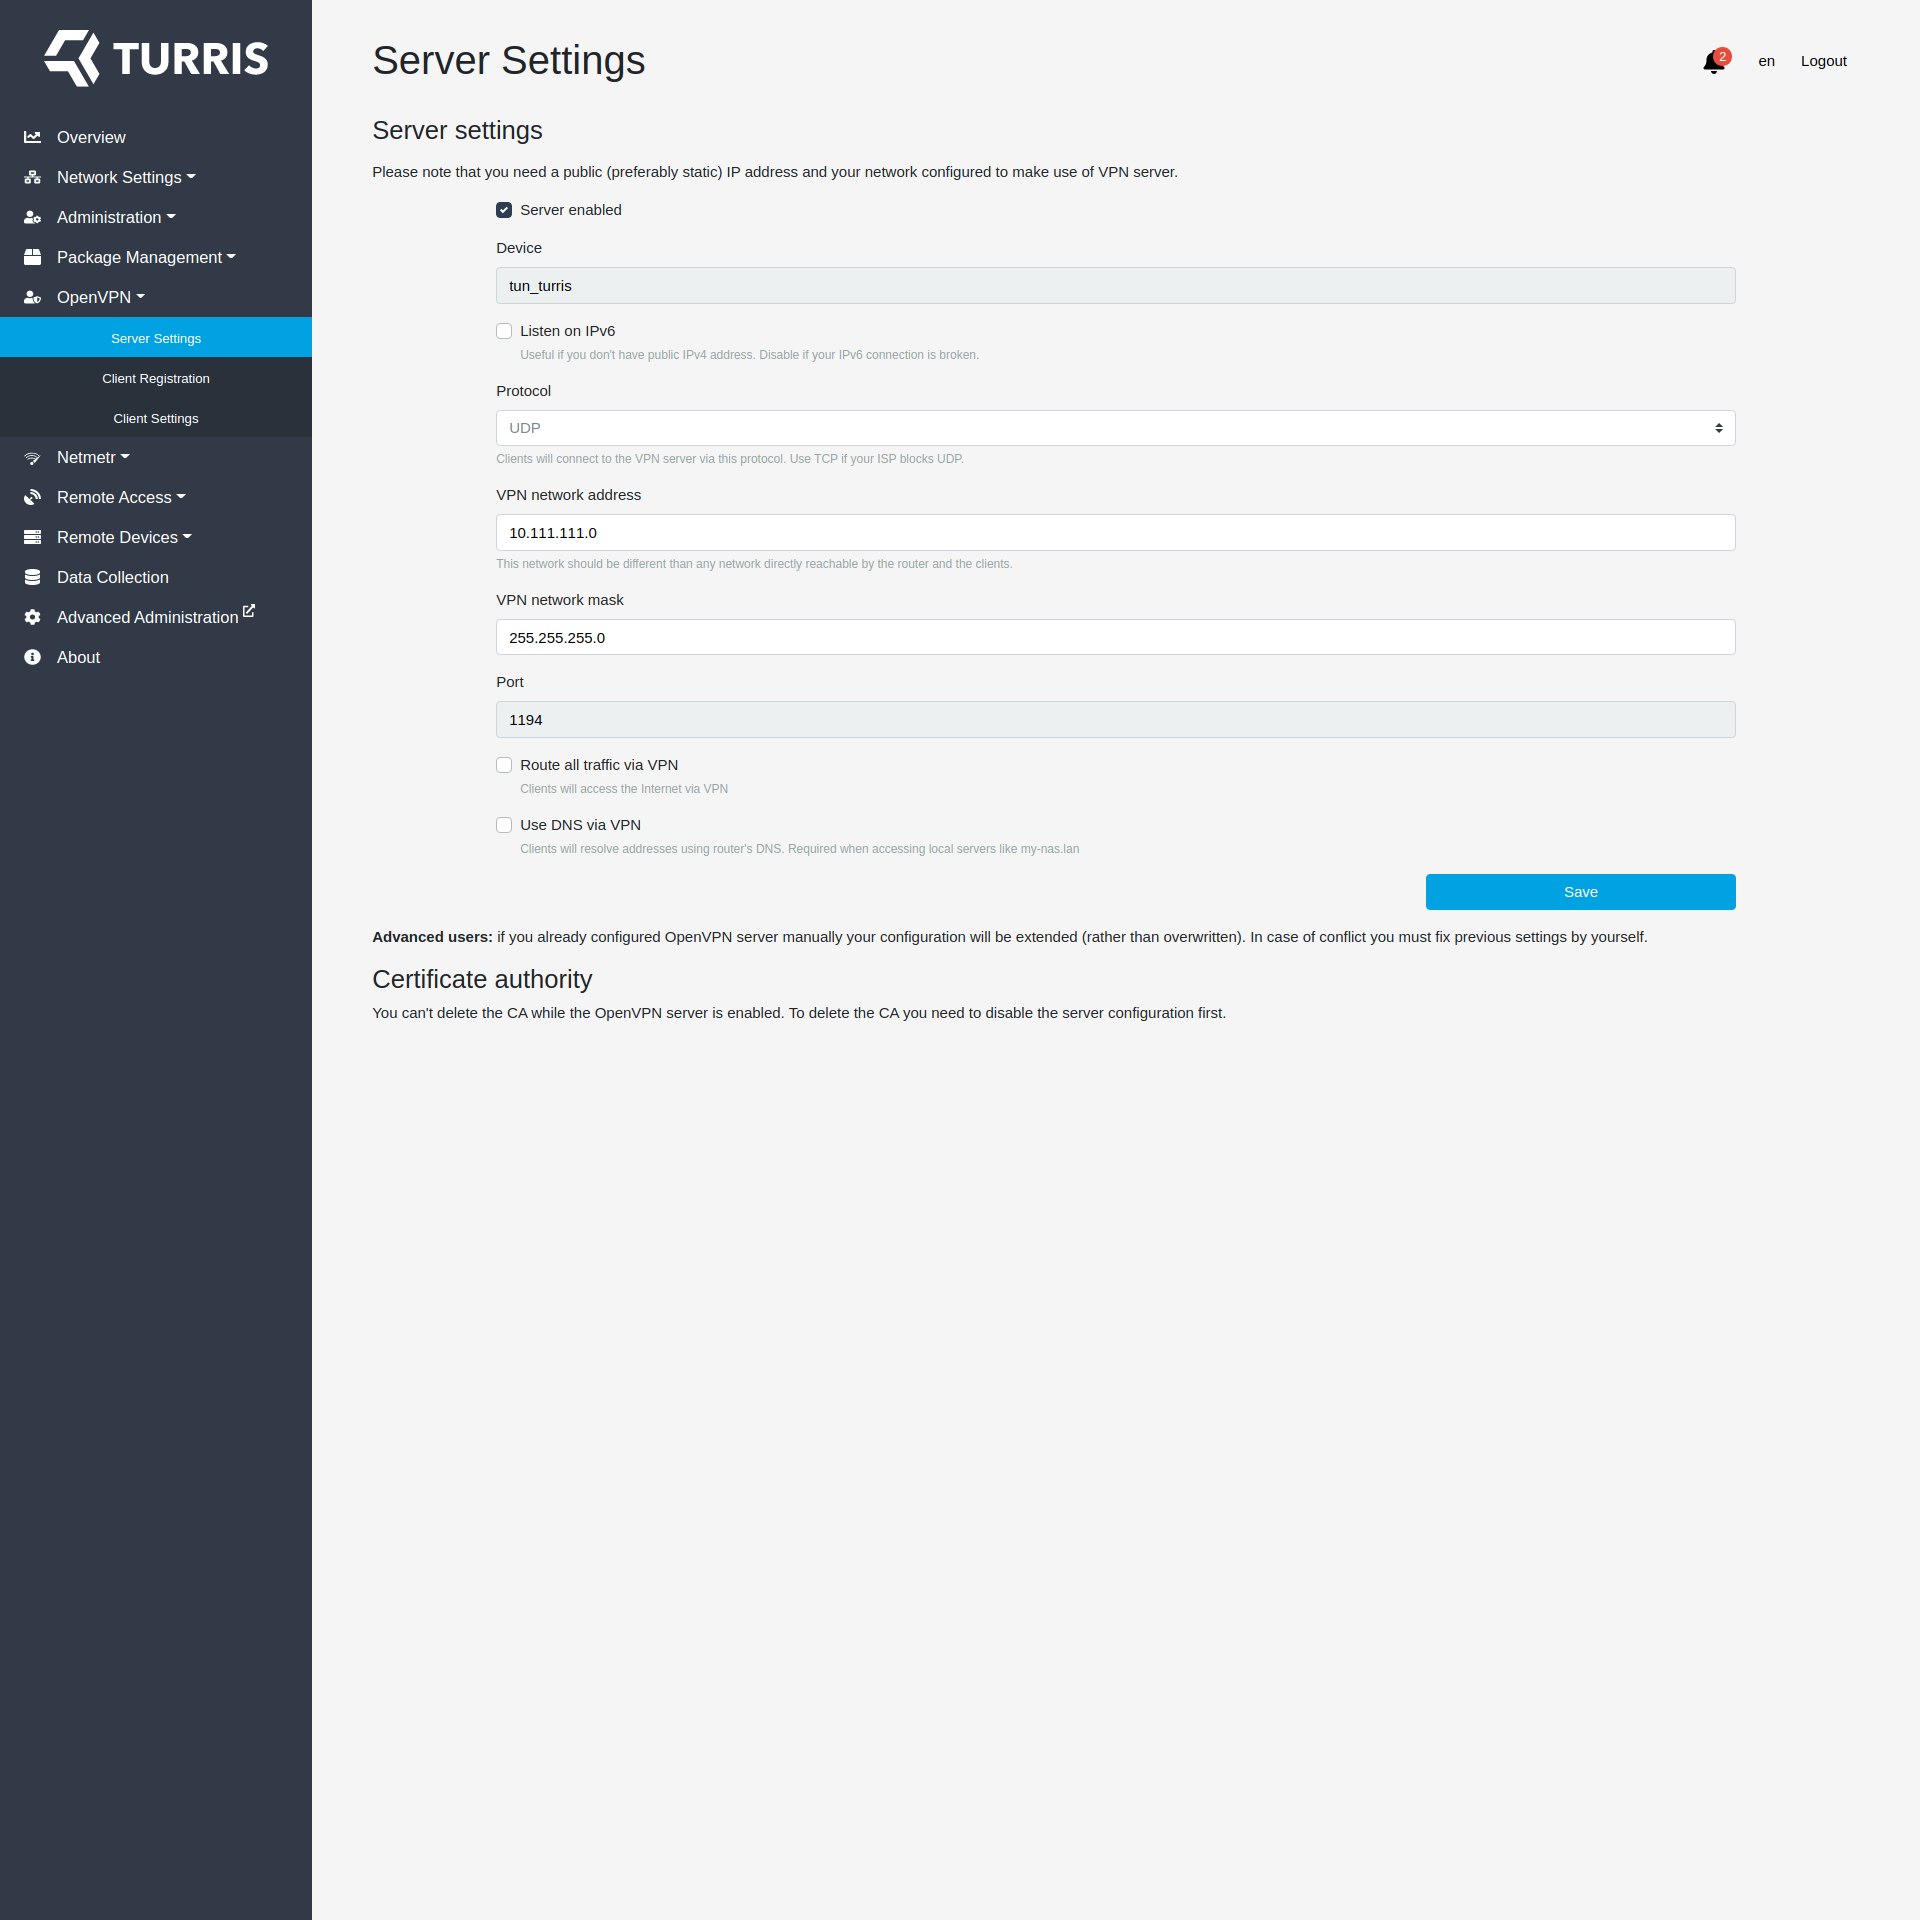 TURRIS
Overview
Network Settings
Administration
Package Management
OpenVPN
Server Settings
Client Registration
Client Settings
Netmetr
Remote Access
Remote Devices
Data Collection
Advanced Administration
About
Server Settings
2
en
Logout
Server settings
Please note that you need a public (preferably static) IP address and your network configured to make use of VPN server.
Server enabled
Device
tun_turris
Listen on IPv6
Useful if you don't have public IPv4 address. Disable if your IPv6 connection is broken.
Protocol
UDP
Clients will connect to the VPN server via this protocol. Use TCP if your ISP blocks UDP.
VPN network address
10.111.111.0
This network should be different than any network directly reachable by the router and the clients.
VPN network mask
255.255.255.0
Port
1194
Route all traffic via VPN
Clients will access the Internet via VPN
Use DNS via VPN
Clients will resolve addresses using router's DNS. Required when accessing local servers like my-nas.lan
Save
Advanced users: if you already configured OpenVPN server manually your configuration will be extended (rather than overwritten). In case of conflict you must fix previous settings by yourself.
Certificate authority
You can't delete the CA while the OpenVPN server is enabled. To delete the CA you need to disable the server configuration first.